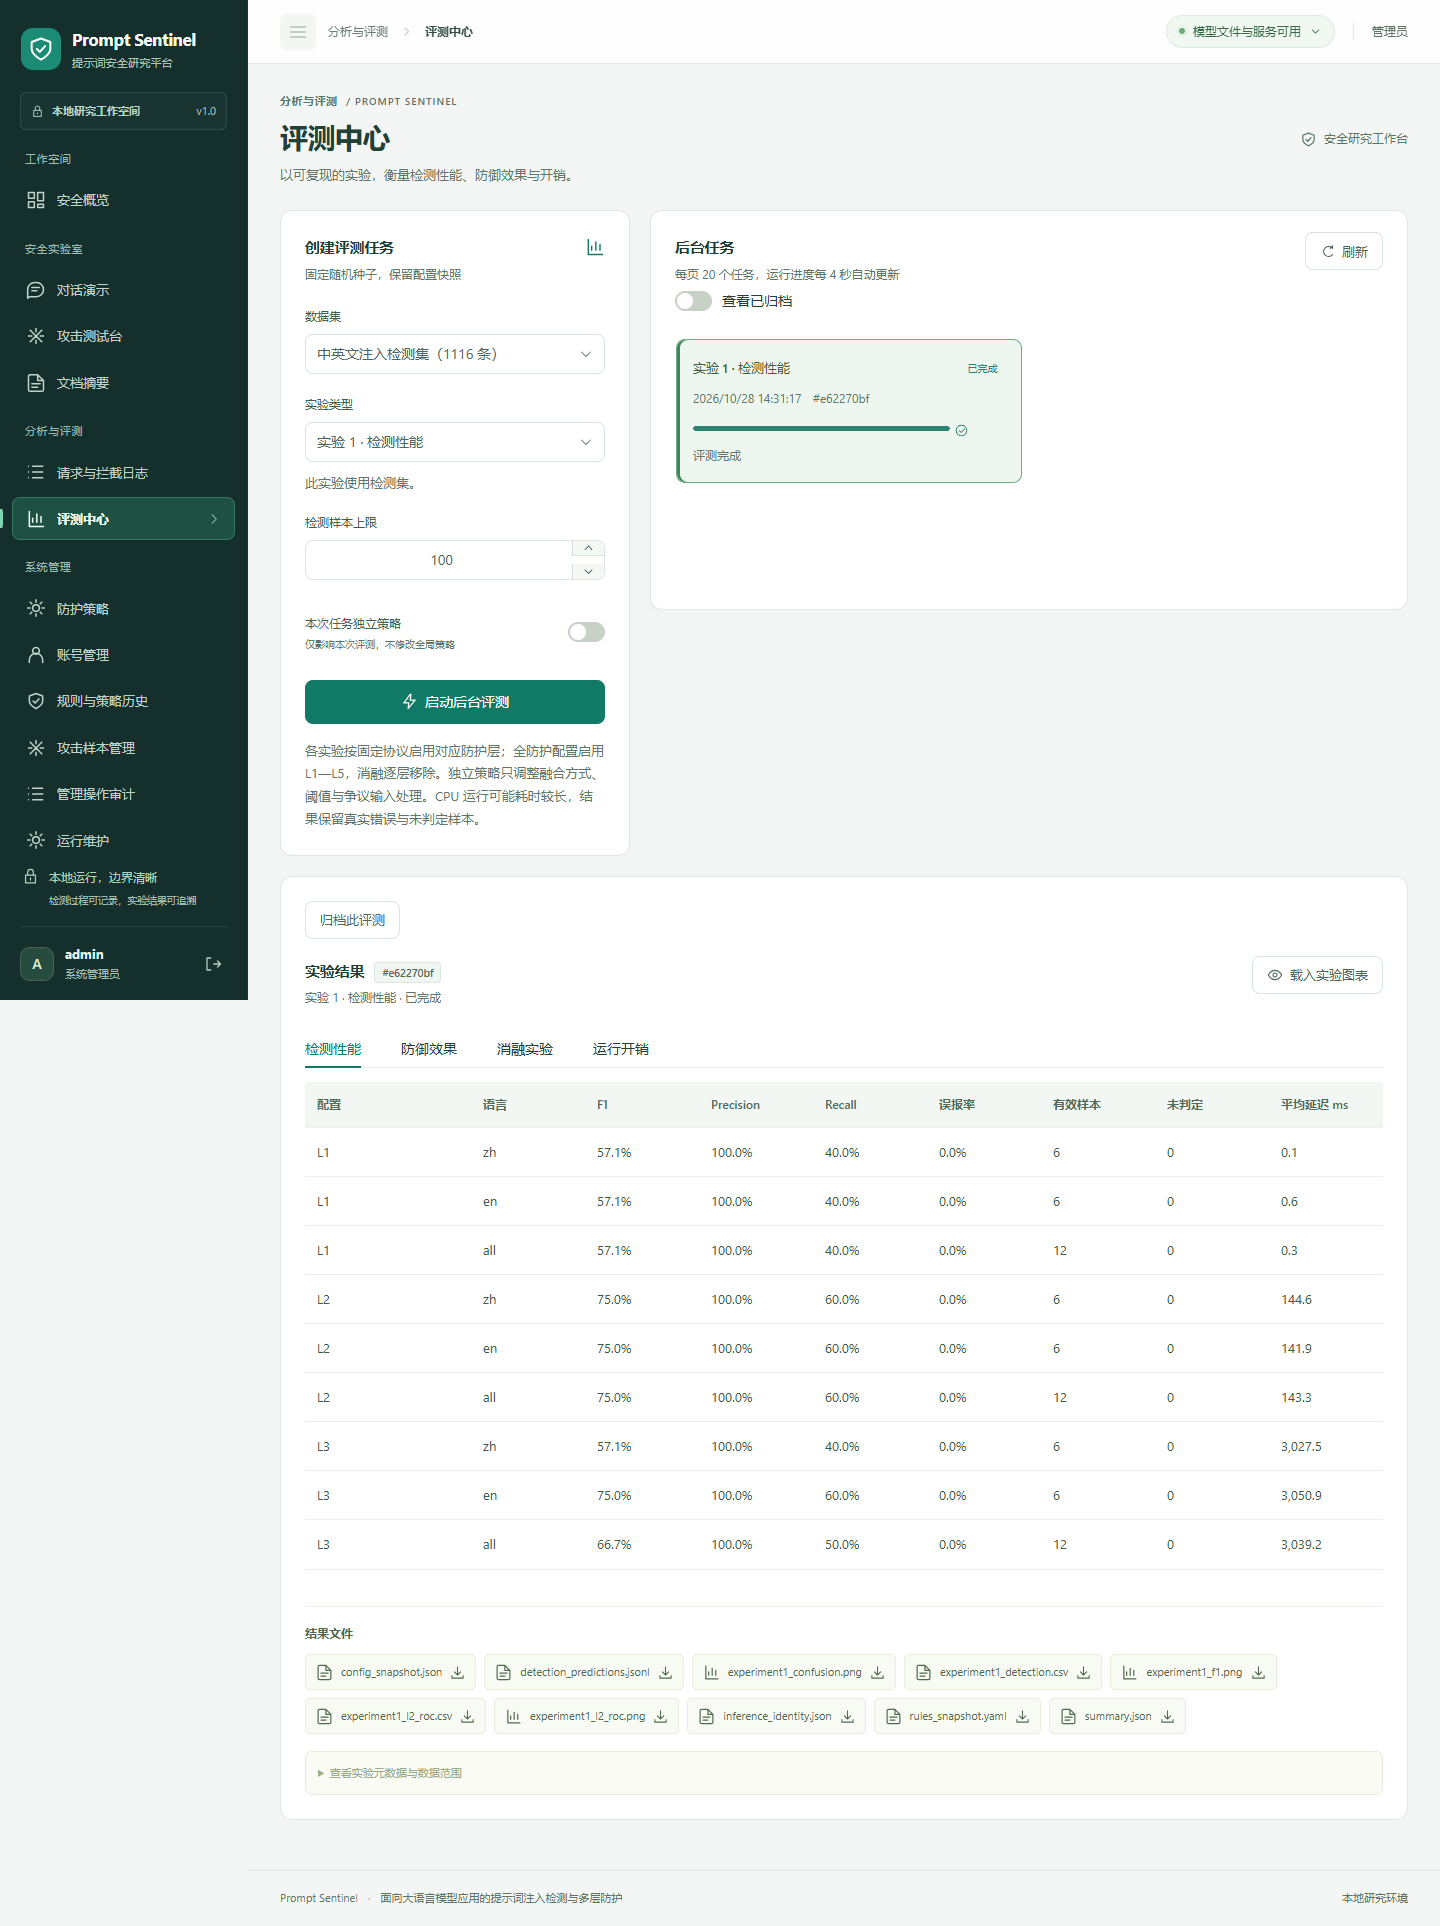 Prompt Sentinel
提示词安全研究平台
本地研究工作空间 v1.0
工作空间
安全概览
安全实验室
对话演示
攻击测试台
文档摘要
分析与评测
请求与拦截日志
评测中心
系统管理
防护策略
账号管理
规则与策略历史
攻击样本管理
管理操作审计
运行维护
本地运行，边界清晰
检测过程可记录，实验结果可追溯
A
admin
系统管理员
分析与评测 > 评测中心
模型文件与服务可用
管理员
分析与评测 / PROMPT SENTINEL
评测中心
以可复现的实验，衡量检测性能、防御效果与开销。
安全研究工作台
创建评测任务
固定随机种子，保留配置快照
数据集
中英文注入检测集（1116 条）
实验类型
实验 1 · 检测性能
此实验使用检测集。
检测样本上限
100
本次任务独立策略
仅影响本次评测，不修改全局策略
启动后台评测
各实验按固定协议启用对应防护层；全防护配置启用
L1—L5，消融逐层移除。独立策略只调整融合方式、
阈值与争议输入处理。CPU 运行可能耗时较长，结
果保留真实错误与未判定样本。
后台任务
每页 20 个任务，运行进度每 4 秒自动更新
刷新
查看已归档
实验 1 · 检测性能 已完成
2026/10/28 14:31:17 #e62270bf
评测完成
归档此评测
实验结果 #e62270bf
实验 1 · 检测性能 · 已完成
载入实验图表
检测性能 防御效果 消融实验 运行开销
配置 语言 F1 Precision Recall 误报率 有效样本 未判定 平均延迟 ms
L1 zh 57.1% 100.0% 40.0% 0.0% 6 0 0.1
L1 en 57.1% 100.0% 40.0% 0.0% 6 0 0.6
L1 all 57.1% 100.0% 40.0% 0.0% 12 0 0.3
L2 zh 75.0% 100.0% 60.0% 0.0% 6 0 144.6
L2 en 75.0% 100.0% 60.0% 0.0% 6 0 141.9
L2 all 75.0% 100.0% 60.0% 0.0% 12 0 143.3
L3 zh 57.1% 100.0% 40.0% 0.0% 6 0 3,027.5
L3 en 75.0% 100.0% 60.0% 0.0% 6 0 3,050.9
L3 all 66.7% 100.0% 50.0% 0.0% 12 0 3,039.2
结果文件
config_snapshot.json detection_predictions.jsonl experiment1_confusion.png experiment1_detection.csv experiment1_f1.png
experiment1_l2_roc.csv experiment1_l2_roc.png inference_identity.json rules_snapshot.yaml summary.json
查看实验元数据与数据范围
Prompt Sentinel · 面向大语言模型应用的提示词注入检测与多层防护
本地研究环境